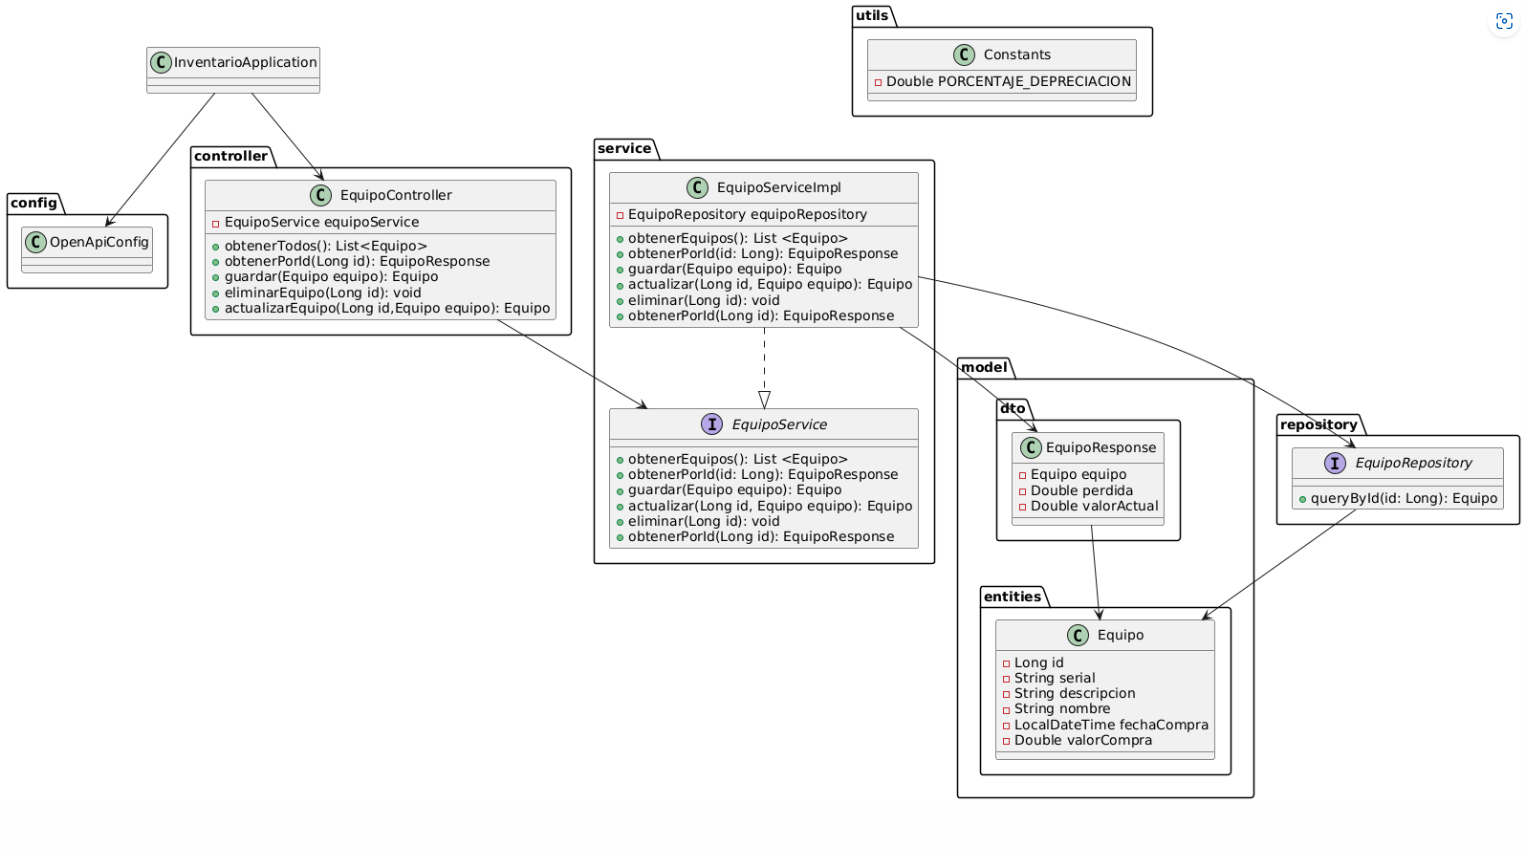 utils
C Constants
Double PORCENTAJE_DEPRECIACION
C InventarioApplication
config
C OpenApiConfig
controller
C EquipoController
EquipoService equipoService
obtenerTodos(): List<Equipo>
obtenerPorId(Long id): EquipoResponse
guardar(Equipo equipo): Equipo
eliminarEquipo(Long id): void
actualizarEquipo(Long id,Equipo equipo): Equipo
service
C EquipoServiceImpl
EquipoRepository equipoRepository
obtenerEquipos(): List <Equipo>
obtenerPorId(id: Long): EquipoResponse
guardar(Equipo equipo): Equipo
actualizar(Long id, Equipo equipo): Equipo
eliminar(Long id): void
obtenerPorId(Long id): EquipoResponse
I EquipoService
obtenerEquipos(): List <Equipo>
obtenerPorId(id: Long): EquipoResponse
guardar(Equipo equipo): Equipo
actualizar(Long id, Equipo equipo): Equipo
eliminar(Long id): void
obtenerPorId(Long id): EquipoResponse
model
dto
C EquipoResponse
Equipo equipo
Double perdida
Double valorActual
entities
C Equipo
Long id
String serial
String descripcion
String nombre
LocalDateTime fechaCompra
Double valorCompra
repository
I EquipoRepository
queryById(id: Long): Equipo